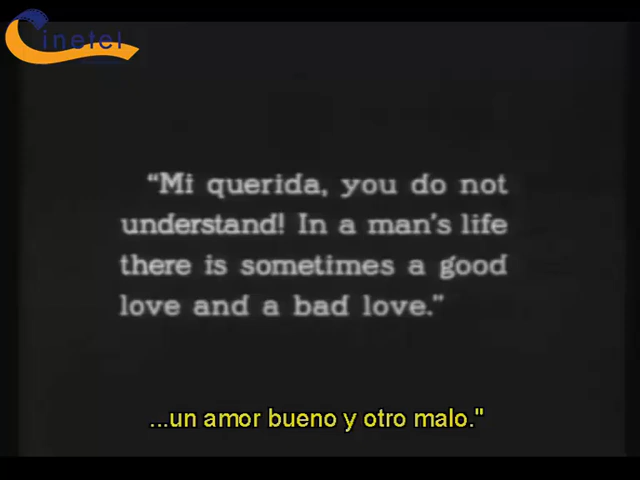 Cinetel
"Mi querida, you do not
understand! In a man's life
there is sometimes a good
love and a bad love."
...un amor bueno y otro malo."